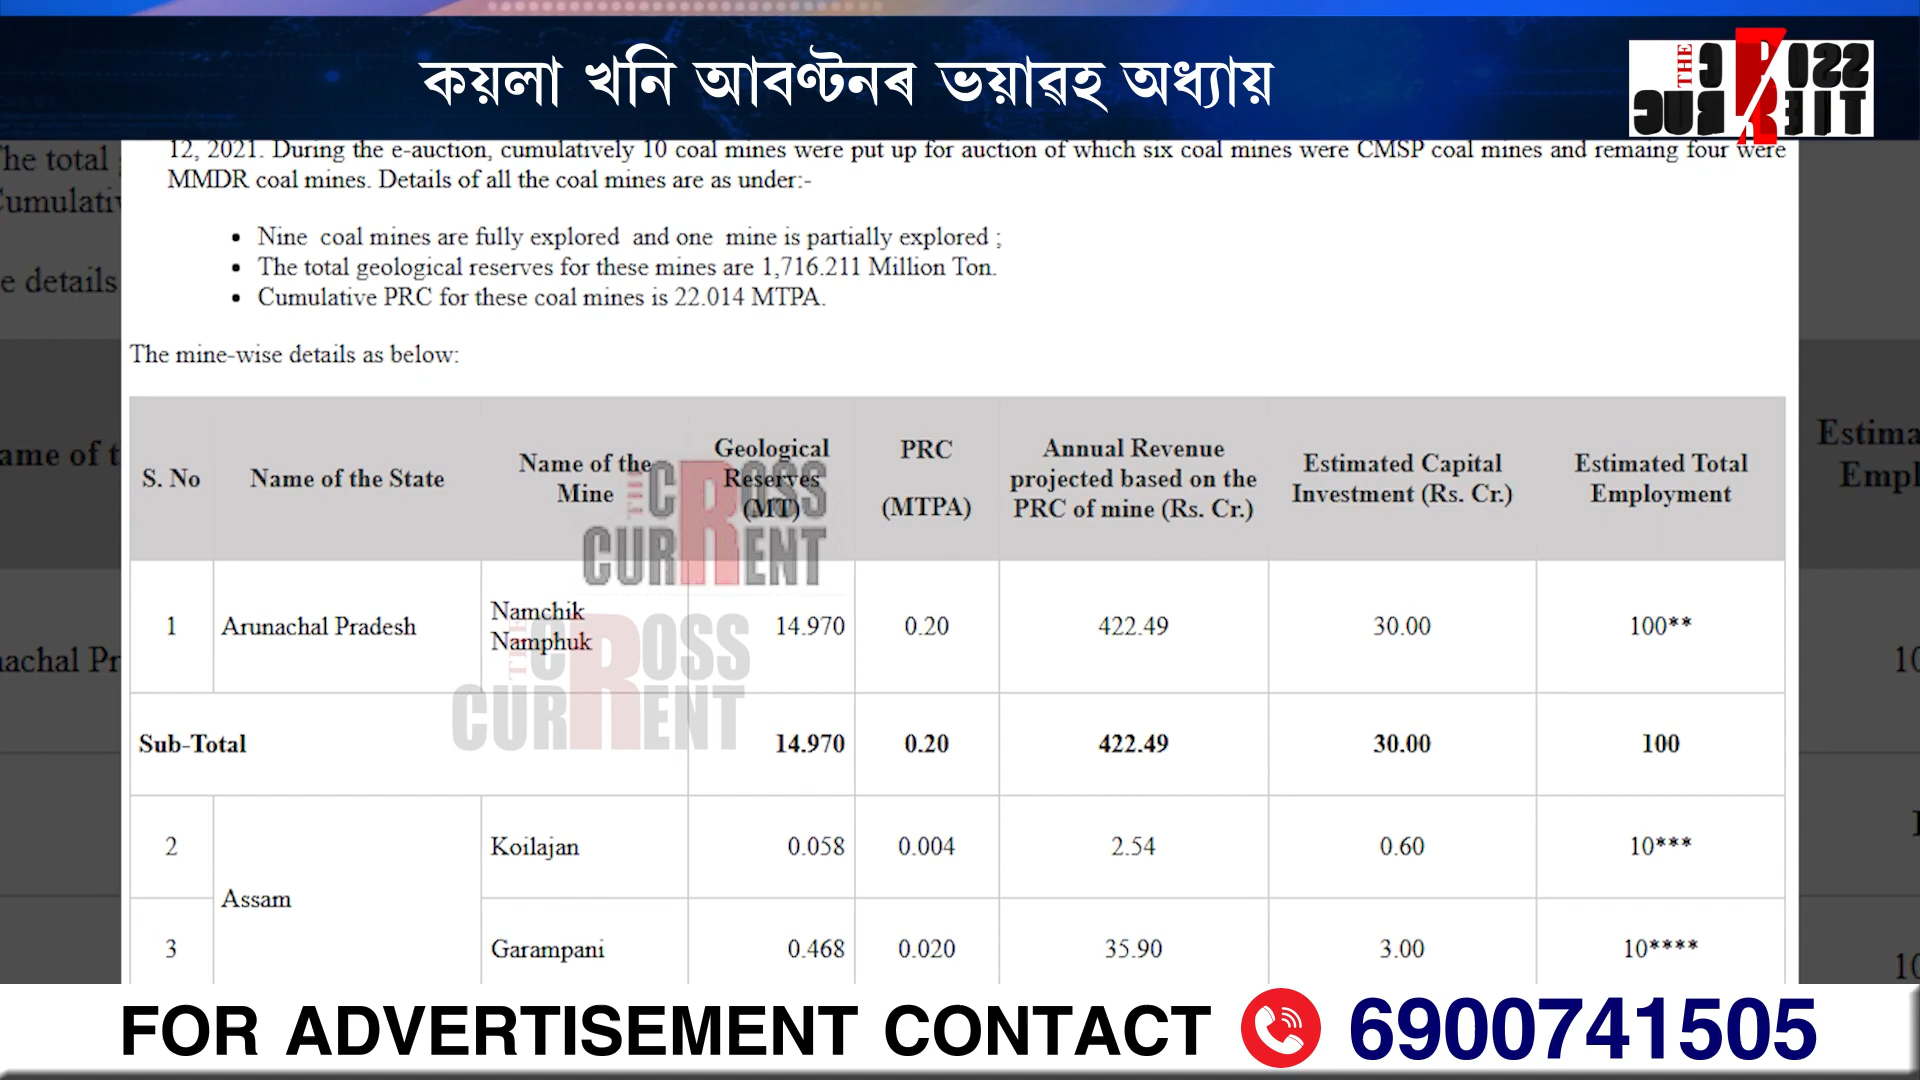 কয়লা খনি আবণ্টনৰ ভয়াৱহ অধ্যায়
THE CROSS CURRENT
12, 2021. During the e-auction, cumulatively 10 coal mines were put up for auction of which six coal mines were CMSP coal mines and remaing four were
MMDR coal mines. Details of all the coal mines are as under:-
• Nine coal mines are fully explored and one mine is partially explored ;
• The total geological reserves for these mines are 1,716.211 Million Ton.
• Cumulative PRC for these coal mines is 22.014 MTPA.
The mine-wise details as below:
S. No Name of the State Name of the Mine Geological Reserves (MT) PRC (MTPA) Annual Revenue projected based on the PRC of mine (Rs. Cr.) Estimated Capital Investment (Rs. Cr.) Estimated Total Employment
THE CROSS CURRENT
1 Arunachal Pradesh Namchik Namphuk 14.970 0.20 422.49 30.00 100**
THE CROSS CURRENT
Sub-Total 14.970 0.20 422.49 30.00 100
2 Assam Koilajan 0.058 0.004 2.54 0.60 10***
3 Garampani 0.468 0.020 35.90 3.00 10****
FOR ADVERTISEMENT CONTACT 6900741505